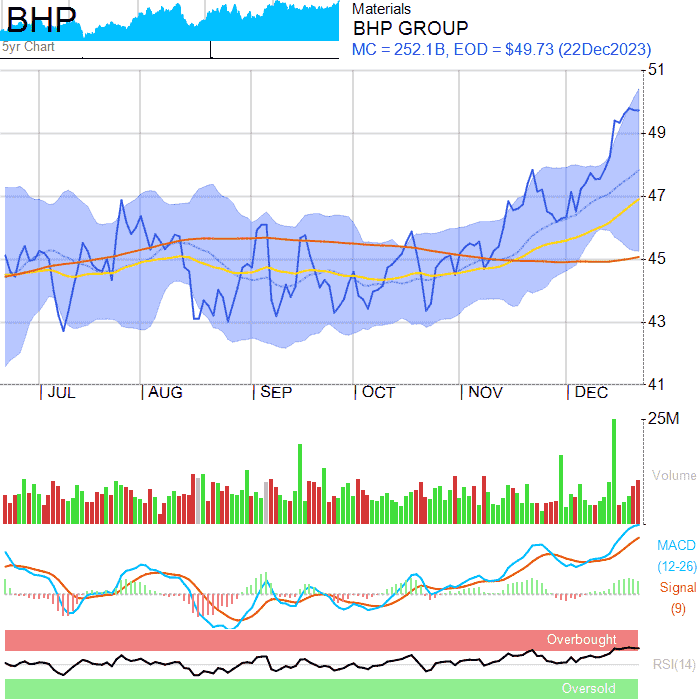 BHP
5yr Chart
Materials
BHP GROUP
MC = 252.1B, EOD = $49.73 (22Dec2023)
51
49
47
45
43
41
JUL AUG SEP OCT NOV DEC
25M
Volume
MACD
(12-26)
Signal
(9)
Overbought
RSI(14)
Oversold